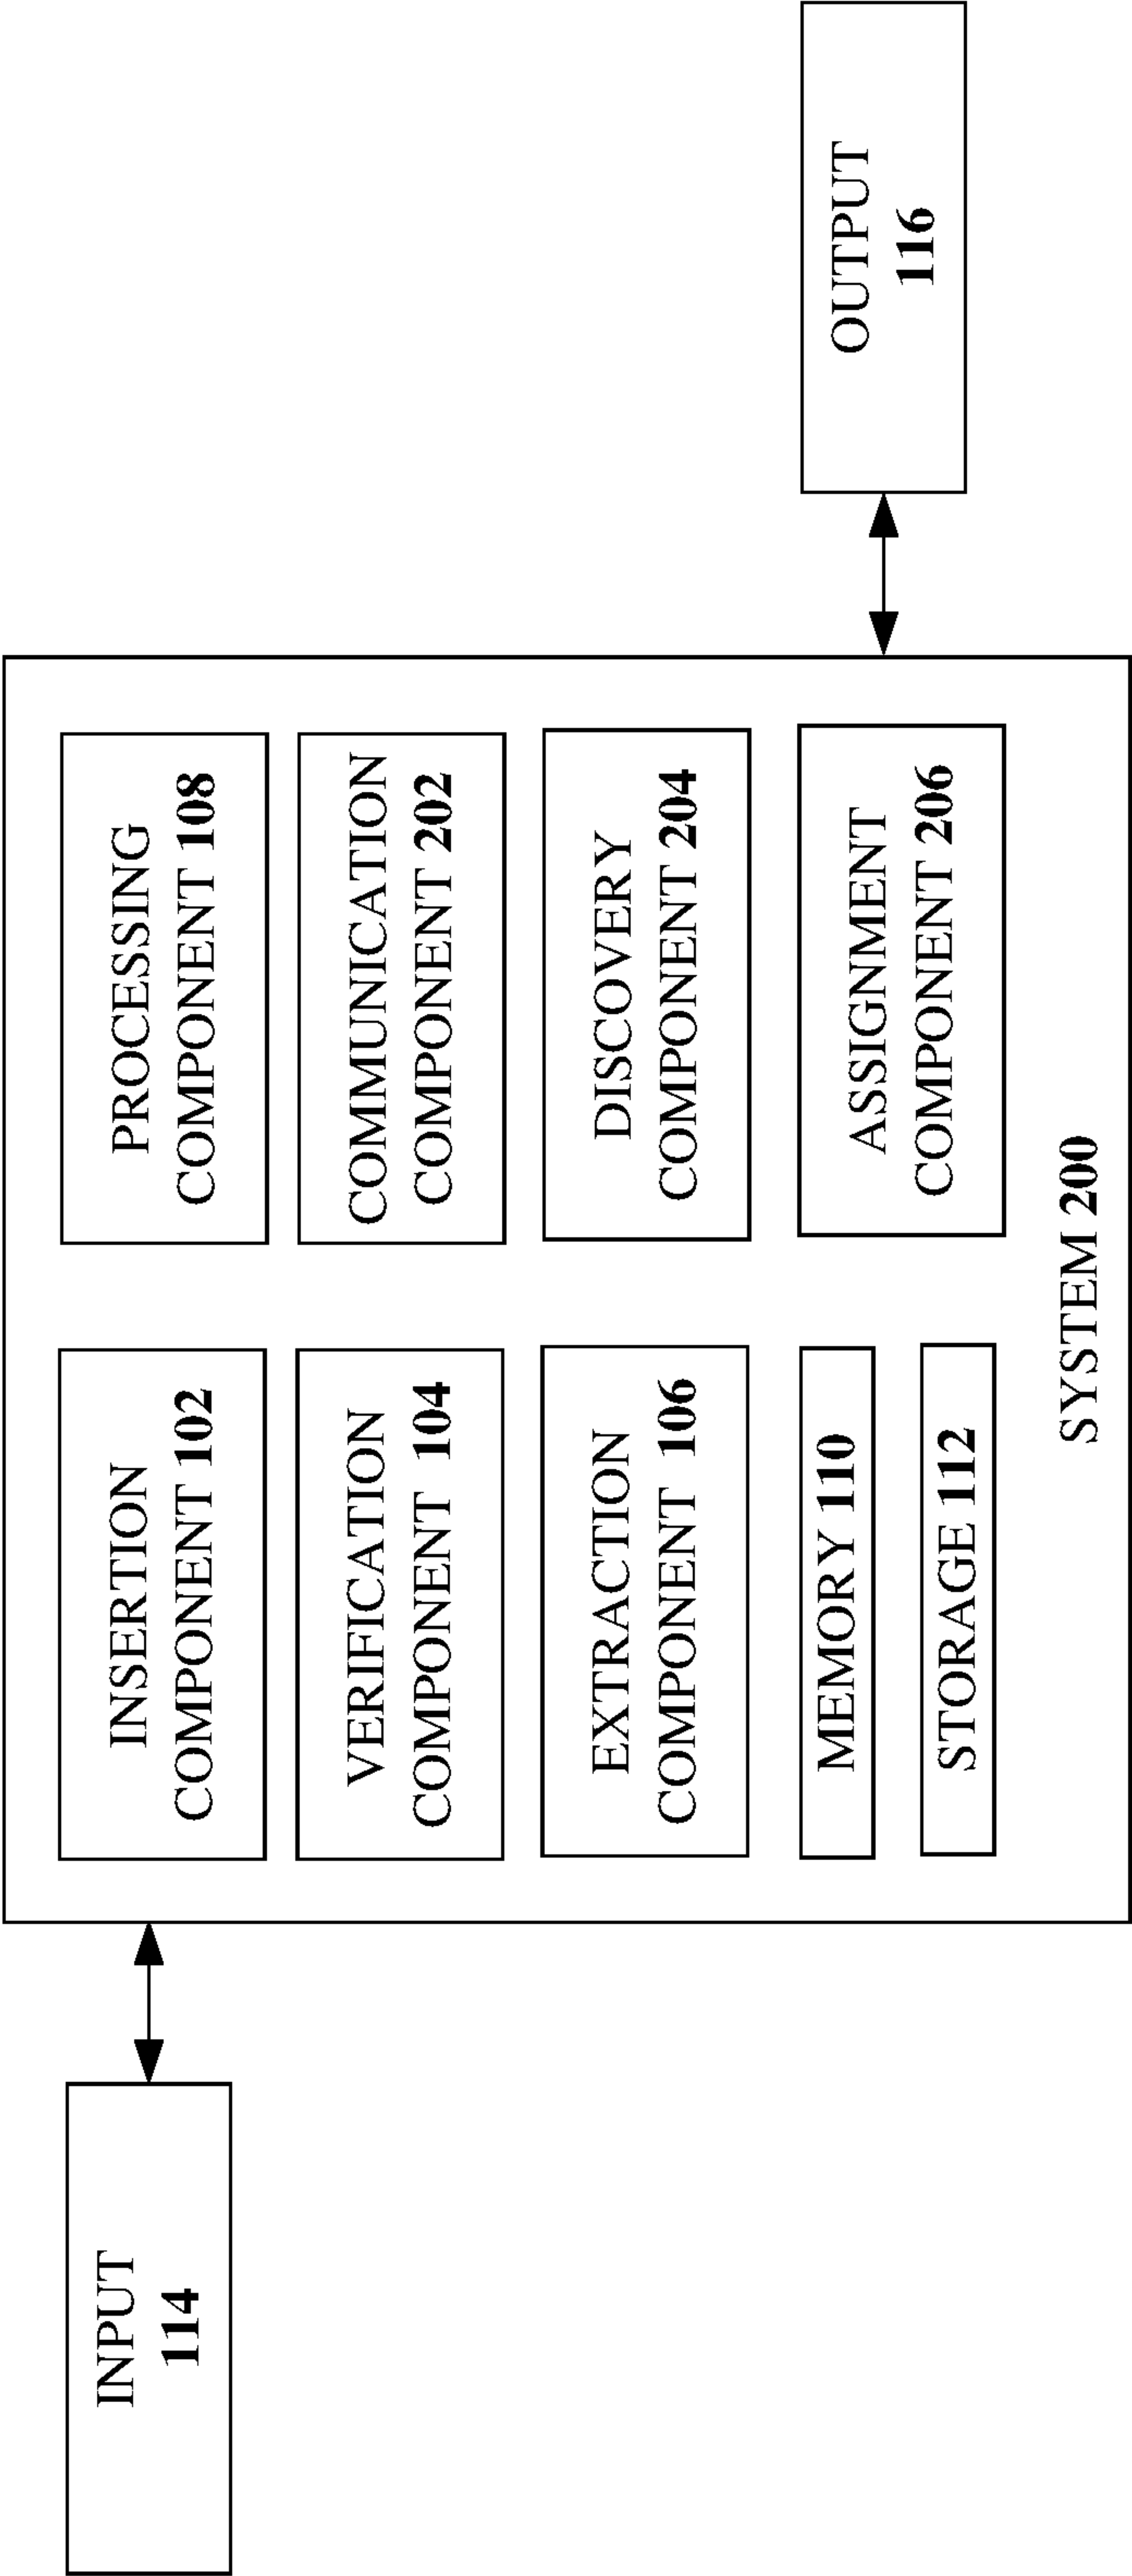 INPUT
114
INSERTION
COMPONENT 102
VERIFICATION
COMPONENT 104
EXTRACTION
COMPONENT 106
MEMORY 110
STORAGE 112
PROCESSING
COMPONENT 108
COMMUNICATION
COMPONENT 202
DISCOVERY
COMPONENT 204
ASSIGNMENT
COMPONENT 206
SYSTEM 200
OUTPUT
116